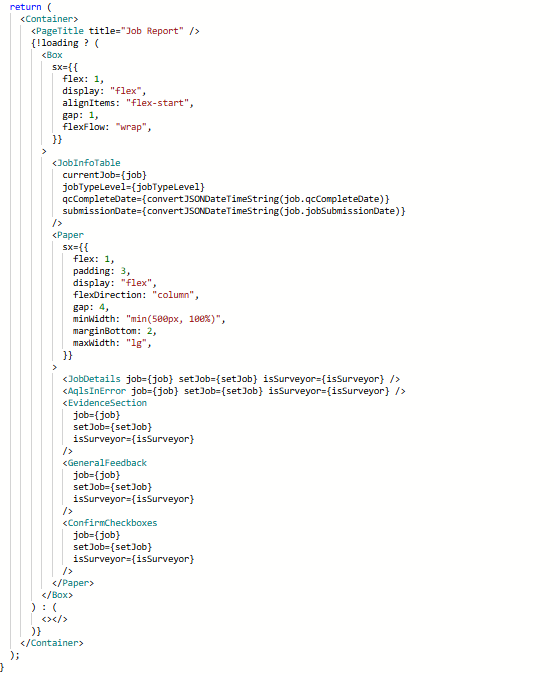 return (
<Container>
<PageTitle title="Job Report" />
{!loading ? (
<Box
sx={{
flex: 1,
display: "flex",
alignItems: "flex-start",
gap: 1,
flexFlow: "wrap",
}}
>
<JobInfoTable
currentJob={job}
jobTypeLevel={jobTypeLevel}
qcCompleteDate={convertJSONDateTimeString(job.qcCompleteDate)}
submissionDate={convertJSONDateTimeString(job.jobSubmissionDate)}
/>
<Paper
sx={{
flex: 1,
padding: 3,
display: "flex",
flexDirection: "column",
gap: 4,
minWidth: "min(500px, 100%)",
marginBottom: 2,
maxWidth: "lg",
}}
>
<JobDetails job={job} setJob={setJob} isSurveyor={isSurveyor} />
<AqlsInError job={job} setJob={setJob} isSurveyor={isSurveyor} />
<EvidenceSection
job={job}
setJob={setJob}
isSurveyor={isSurveyor}
/>
<GeneralFeedback
job={job}
setJob={setJob}
isSurveyor={isSurveyor}
/>
<ConfirmCheckboxes
job={job}
setJob={setJob}
isSurveyor={isSurveyor}
/>
</Paper>
</Box>
) : (
<></>
)}
</Container>
);
}